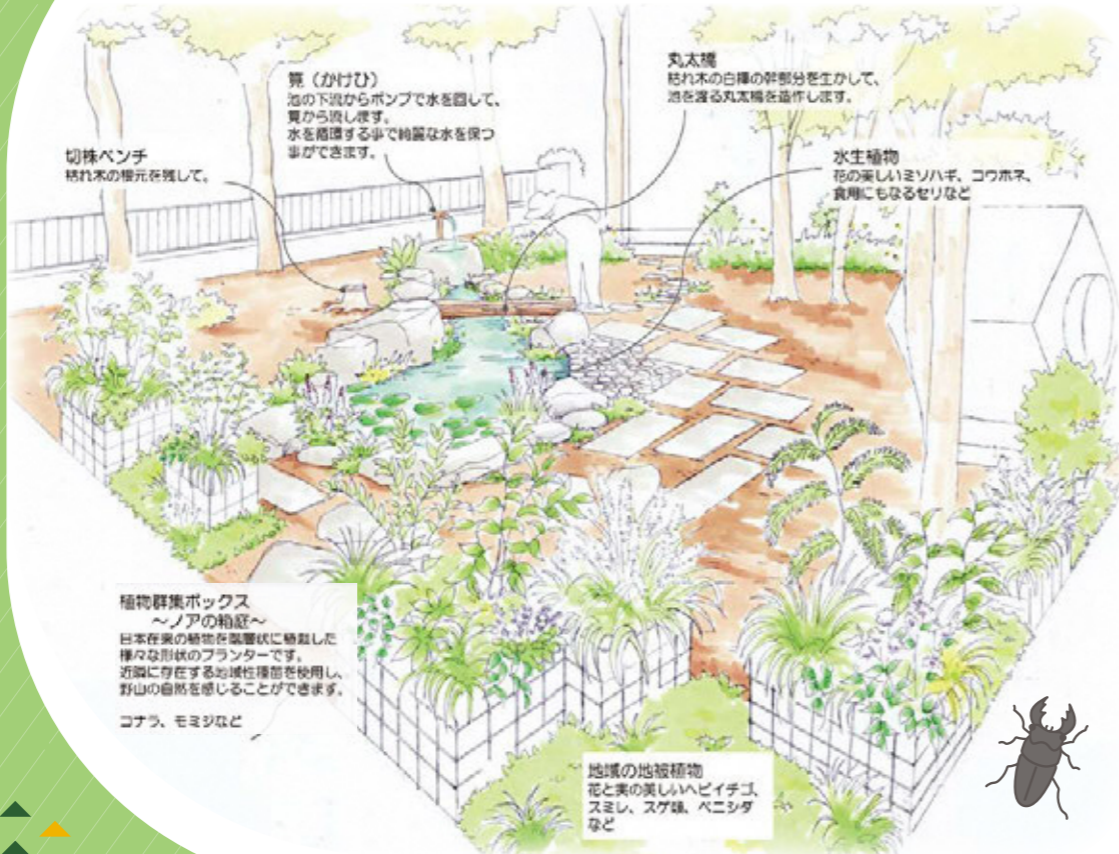 筧（かけひ）
池の下流からポンプで水を回して、
筧から流します。
水を循環する事で綺麗な水を保つ
事ができます。
丸太橋
枯れ木の白樺の幹部分を生かして、
池を渡る丸太橋を造作します。
切株ベンチ
枯れ木の根元を残して。
水生植物
花の美しいミソハギ、コウホネ、
食用にもなるセリなど
植物群集ボックス
～ノアの箱庭～
日本在来の植物を階層状に植栽した
様々な形状のプランターです。
近隣に存在する地域性種苗を使用し、
野山の自然を感じることができます。
コナラ、モミジなど
地域の地被植物
花と実の美しいヘビイチゴ、
スミレ、スゲ類、ベニシダ
など